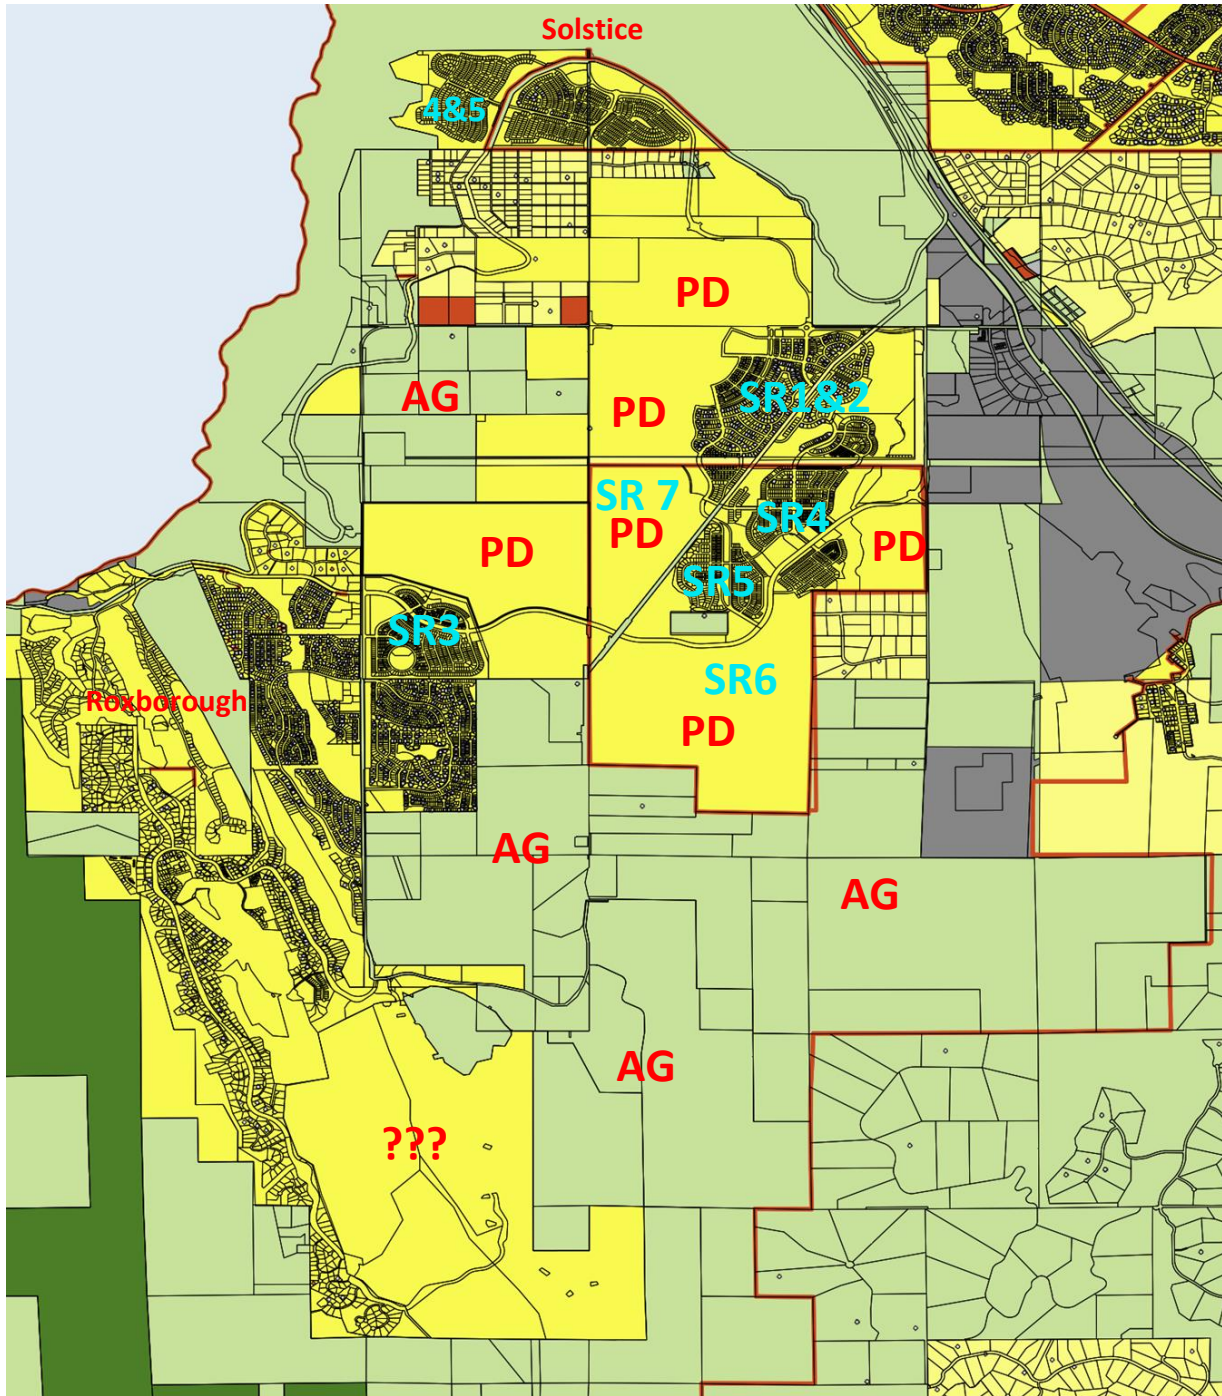 Solstice
4&5
PD
AG
PD
SR1&2
SR 7
PD
SR4
PD
PD
SR5
SR3
SR6
Roxborough
PD
AG
AG
AG
???